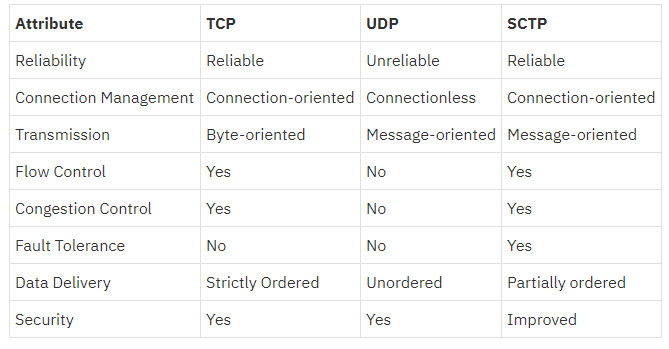 Attribute TCP UDP SCTP
Reliability Reliable Unreliable Reliable
Connection Management Connection-oriented Connectionless Connection-oriented
Transmission Byte-oriented Message-oriented Message-oriented
Flow Control Yes No Yes
Congestion Control Yes No Yes
Fault Tolerance No No Yes
Data Delivery Strictly Ordered Unordered Partially ordered
Security Yes Yes Improved